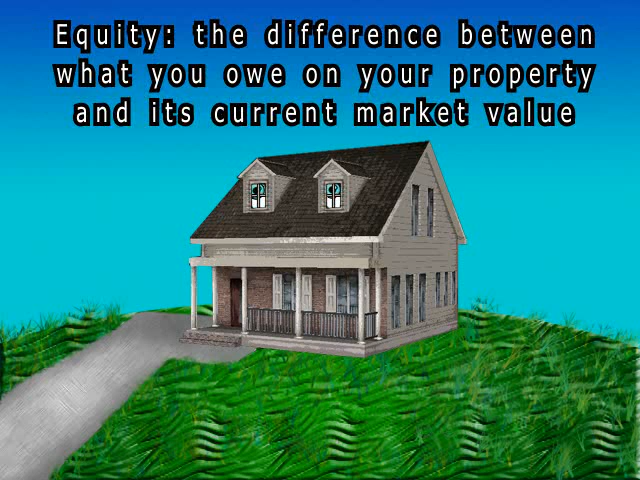 Equity: the difference between
what you owe on your property
and its current market value